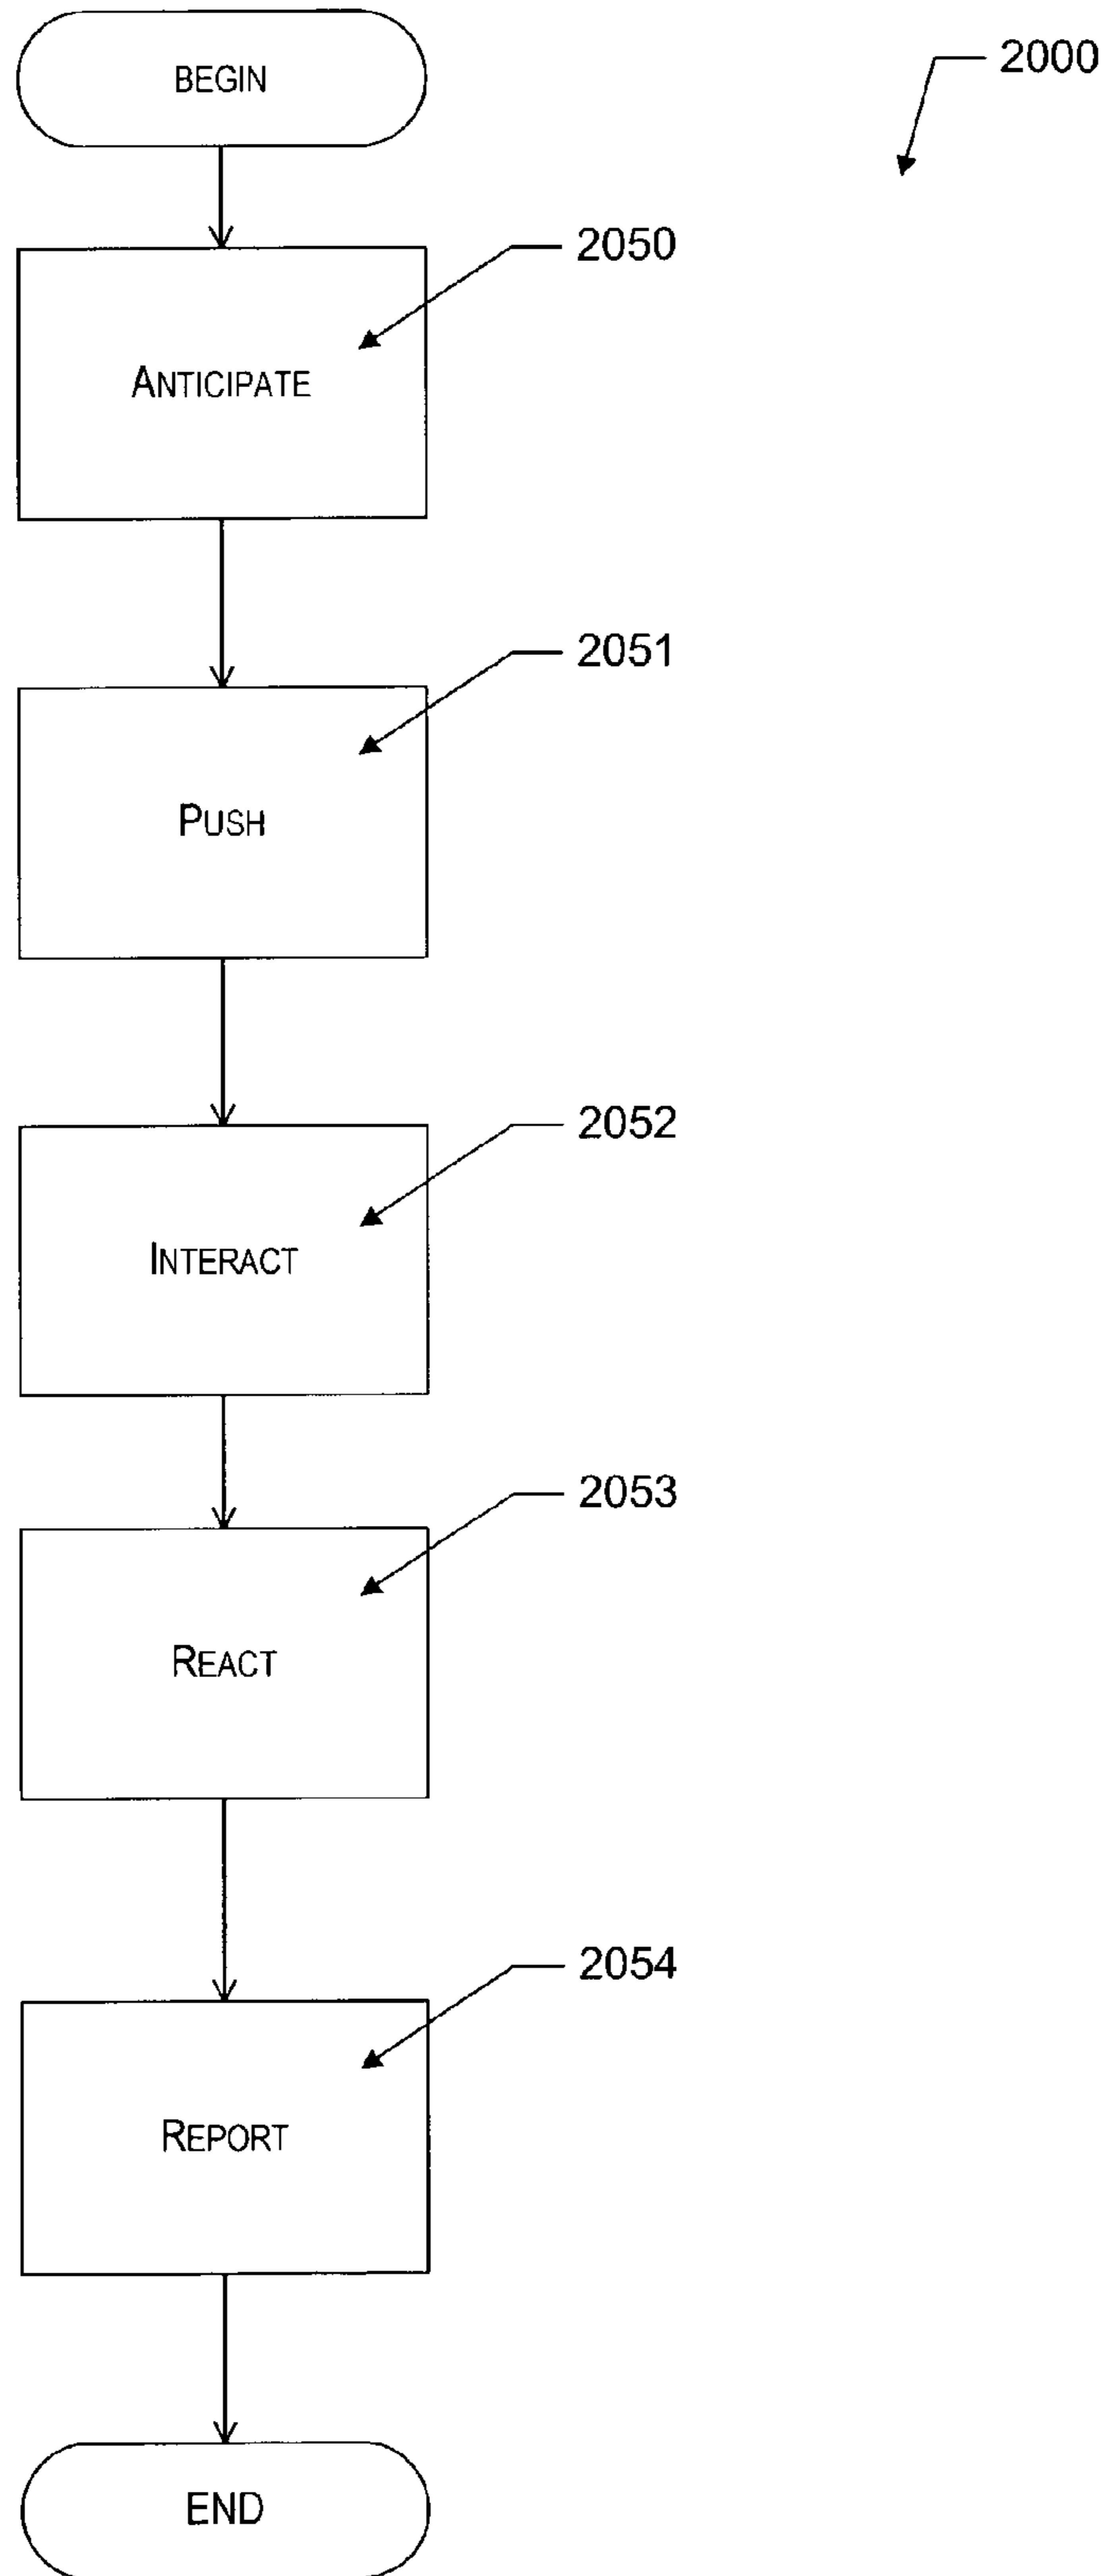 BEGIN
2000
2050
ANTICIPATE
2051
PUSH
2052
INTERACT
2053
REACT
2054
REPORT
END